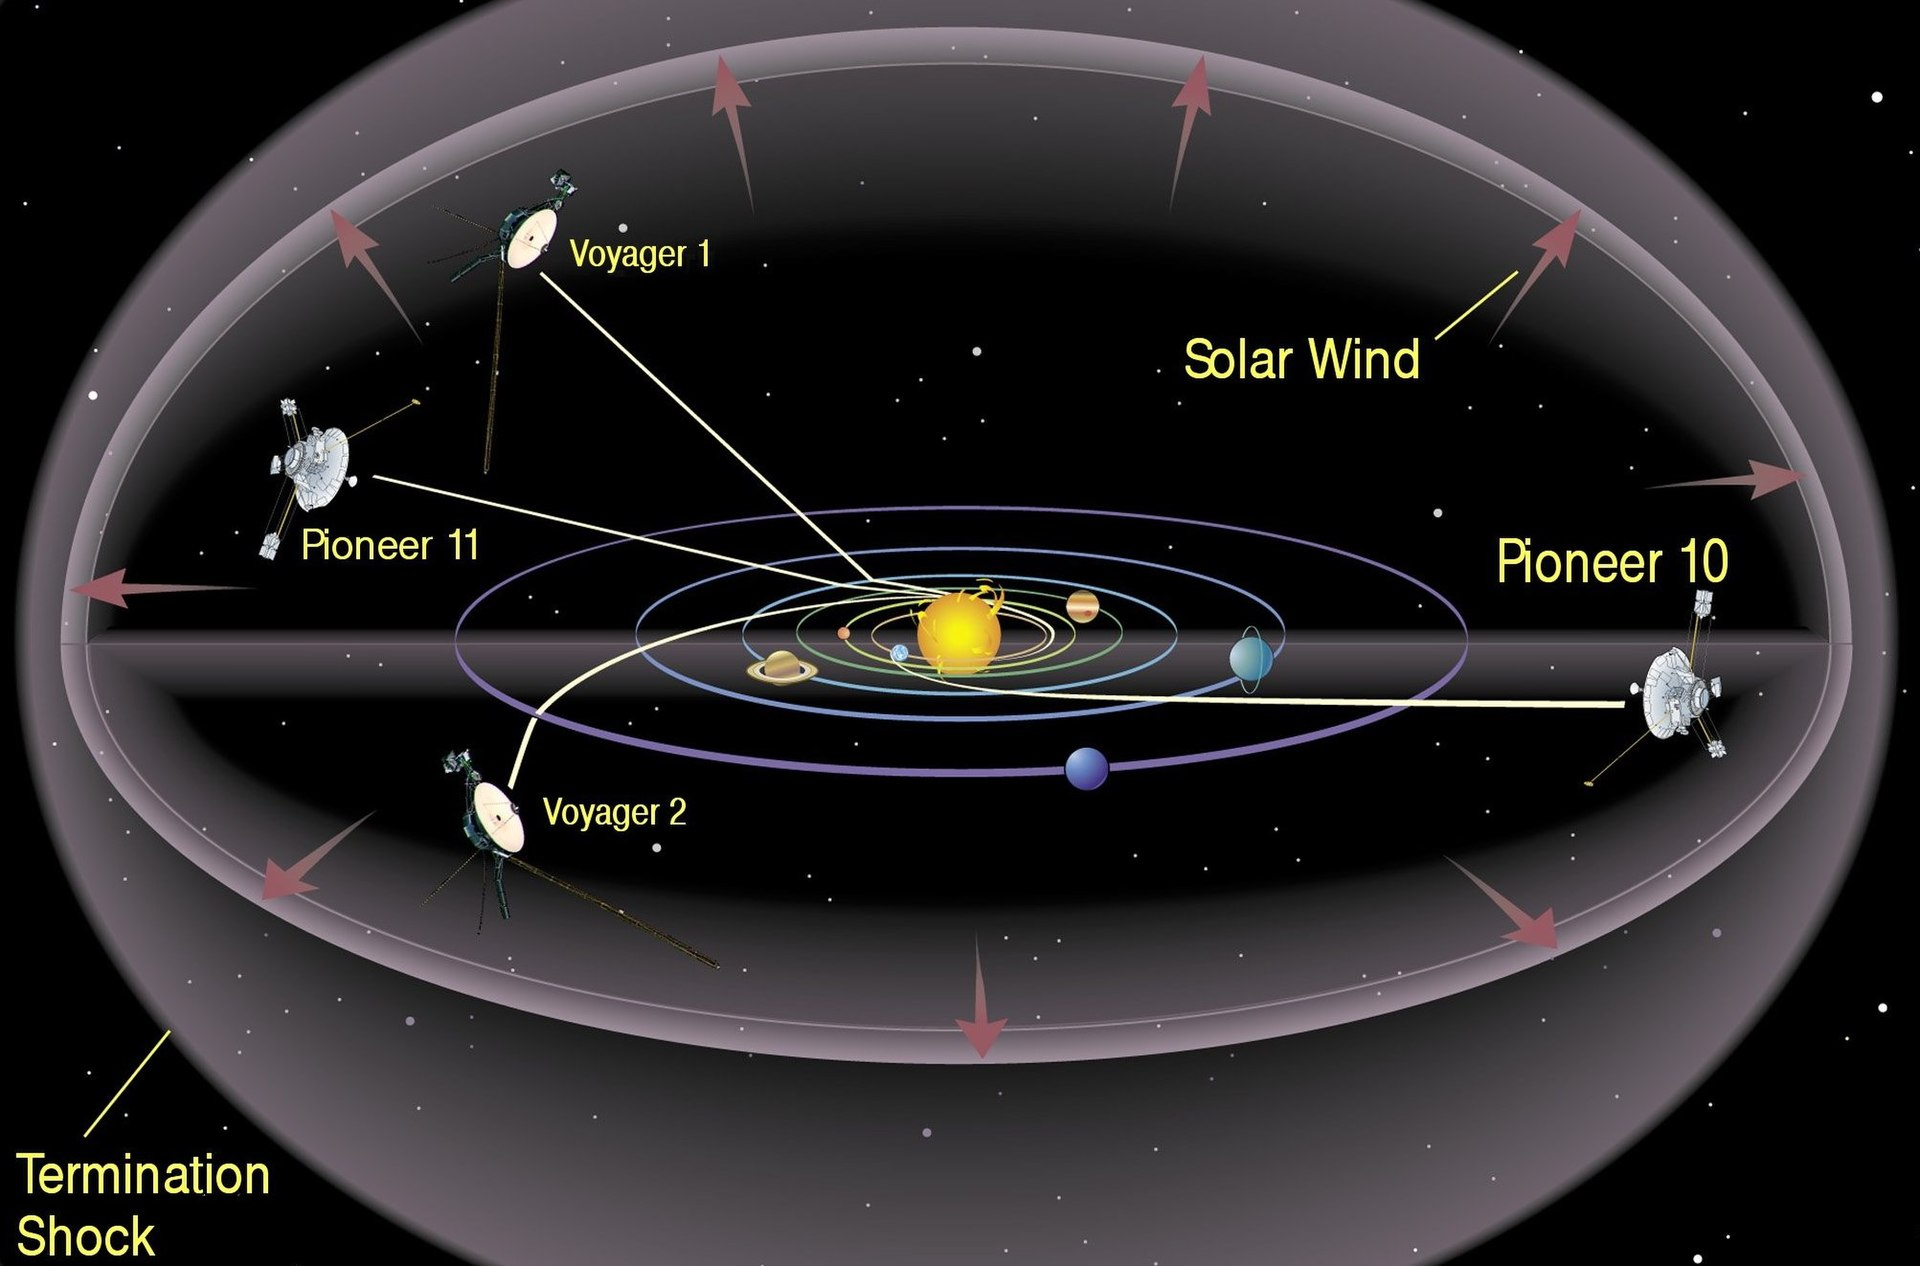 Voyager 1
Solar Wind
Pioneer 11
Pioneer 10
Voyager 2
Termination
Shock